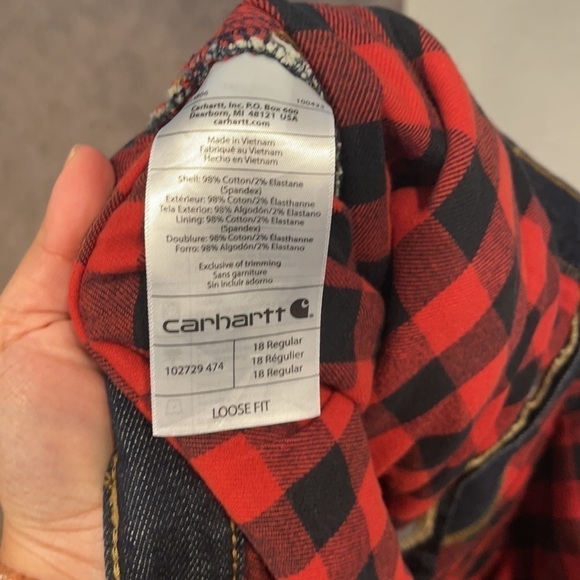 Carhartt, Inc. P.O. Box 600
Dearborn, MI 48121 USA
carhartt.com
Made in Vietnam
Fabriqué au Vietnam
Hecho en Vietnam
Shell: 98% Cotton/2% Elastane
(Spandex)
Extérieur: 98% Coton/2% Élasthanne
Tela Exterior: 98% Algodón/2% Elastano
Lining: 98% Cotton/2% Elastane
(Spandex)
Doublure: 98% Coton/2% Élasthanne
Forro: 98% Algodón/2% Elastano
Exclusive of trimming
Sans garniture
Sin incluir adorno
carhartt
102729 474
18 Regular
18 Régulier
18 Regular
LOOSE FIT